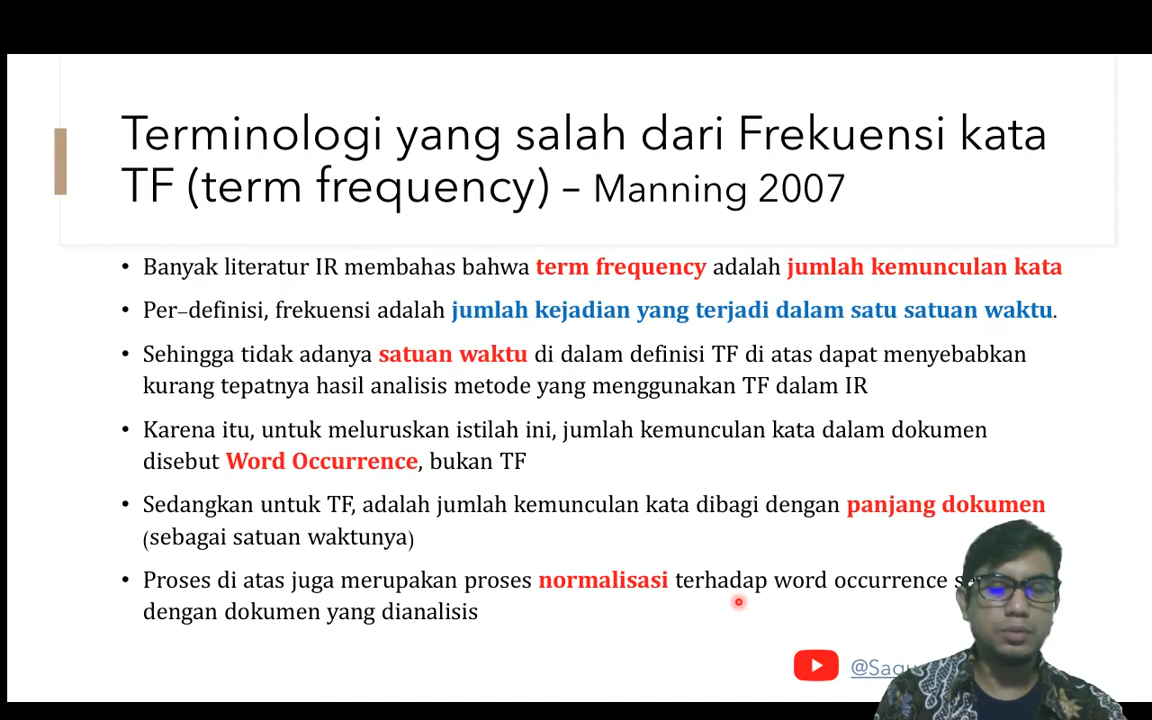 Terminologi yang salah dari Frekuensi kata
TF (term frequency) – Manning 2007
• Banyak literatur IR membahas bahwa term frequency adalah jumlah kemunculan kata
• Per–definisi, frekuensi adalah jumlah kejadian yang terjadi dalam satu satuan waktu.
• Sehingga tidak adanya satuan waktu di dalam definisi TF di atas dapat menyebabkan
kurang tepatnya hasil analisis metode yang menggunakan TF dalam IR
• Karena itu, untuk meluruskan istilah ini, jumlah kemunculan kata dalam dokumen
disebut Word Occurrence, bukan TF
• Sedangkan untuk TF, adalah jumlah kemunculan kata dibagi dengan panjang dokumen
(sebagai satuan waktunya)
• Proses di atas juga merupakan proses normalisasi terhadap word occurrence
dengan dokumen yang dianalisis